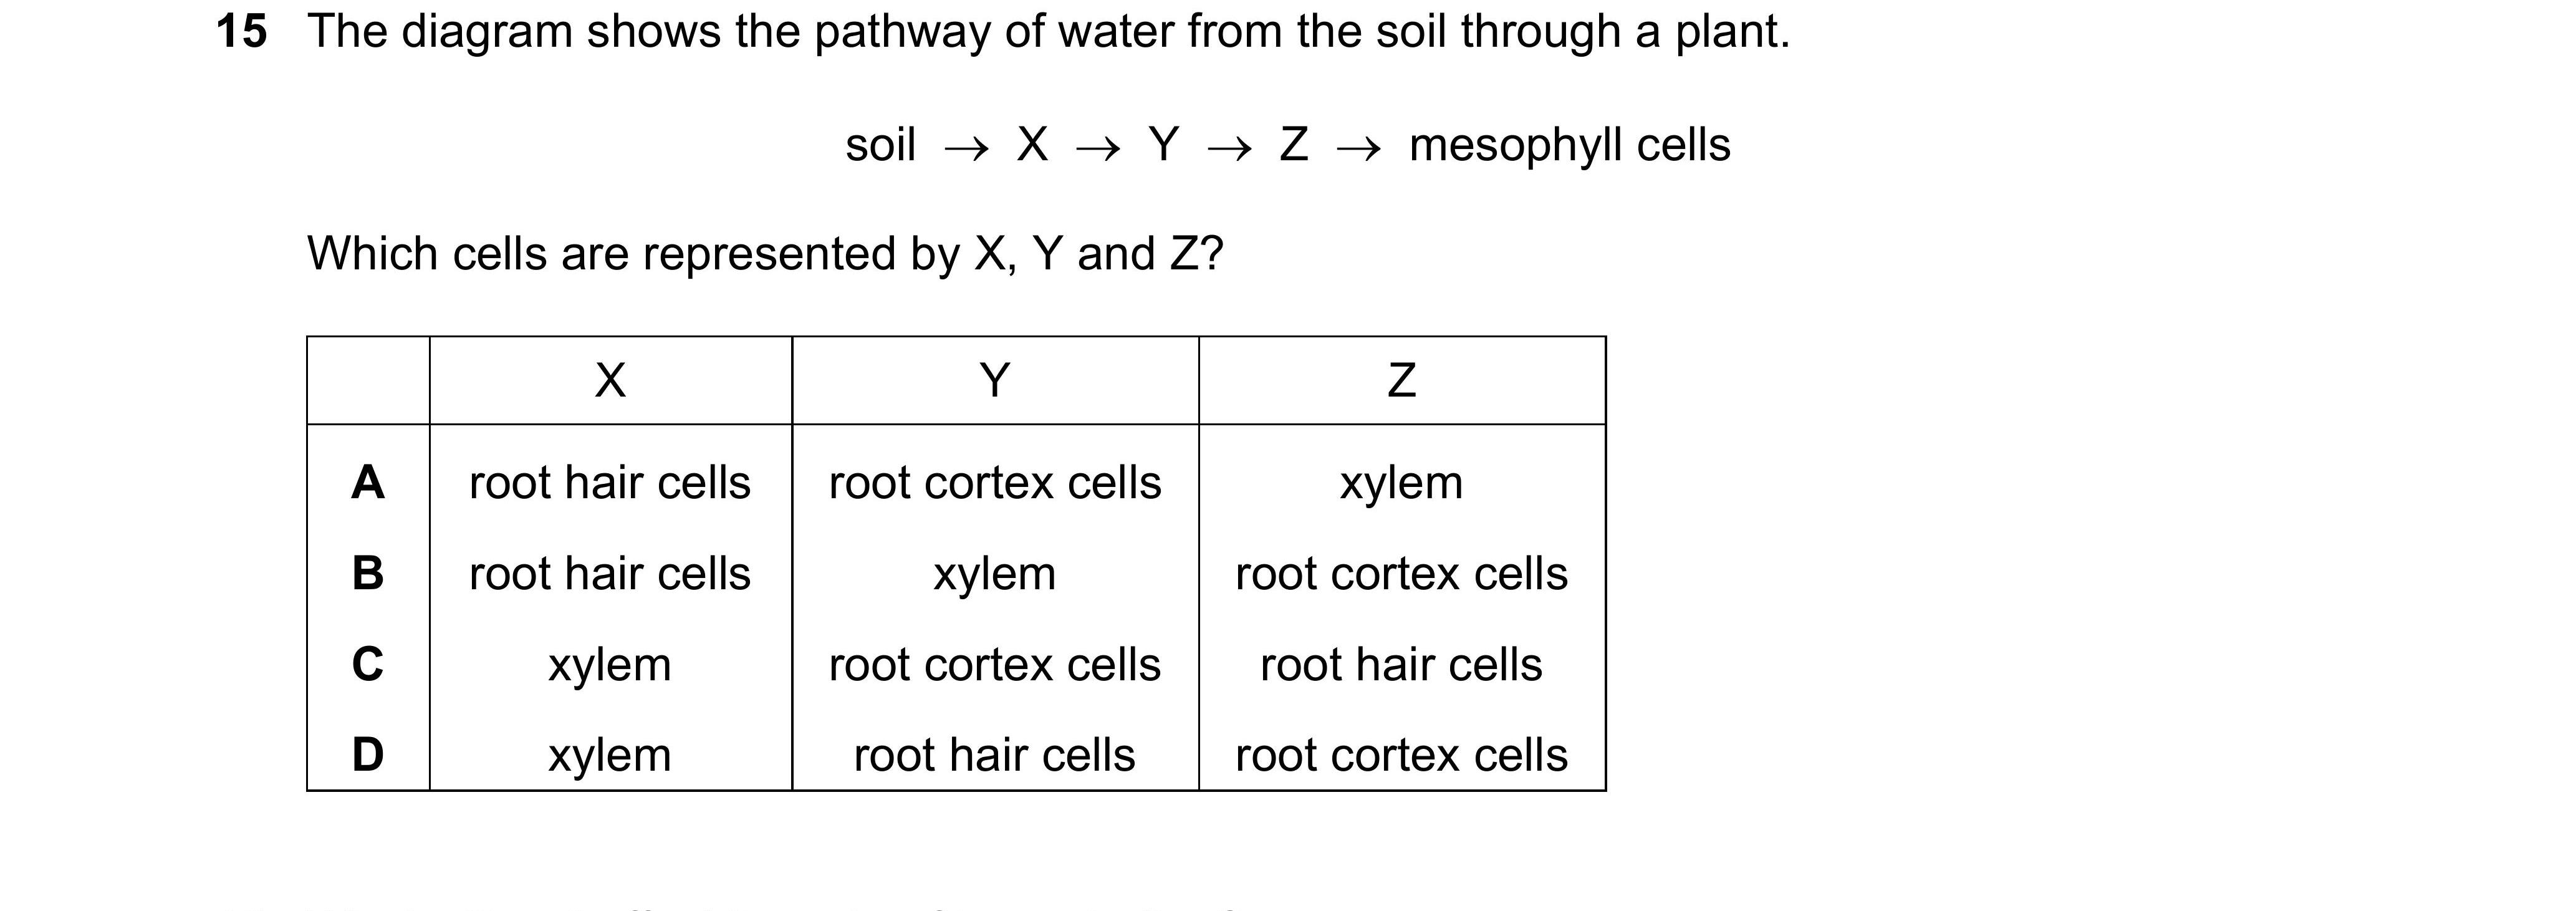 15 The diagram shows the pathway of water from the soil through a plant.
soil → X → Y → Z → mesophyll cells
Which cells are represented by X, Y and Z?
X Y Z
A root hair cells root cortex cells xylem
B root hair cells xylem root cortex cells
C xylem root cortex cells root hair cells
D xylem root hair cells root cortex cells